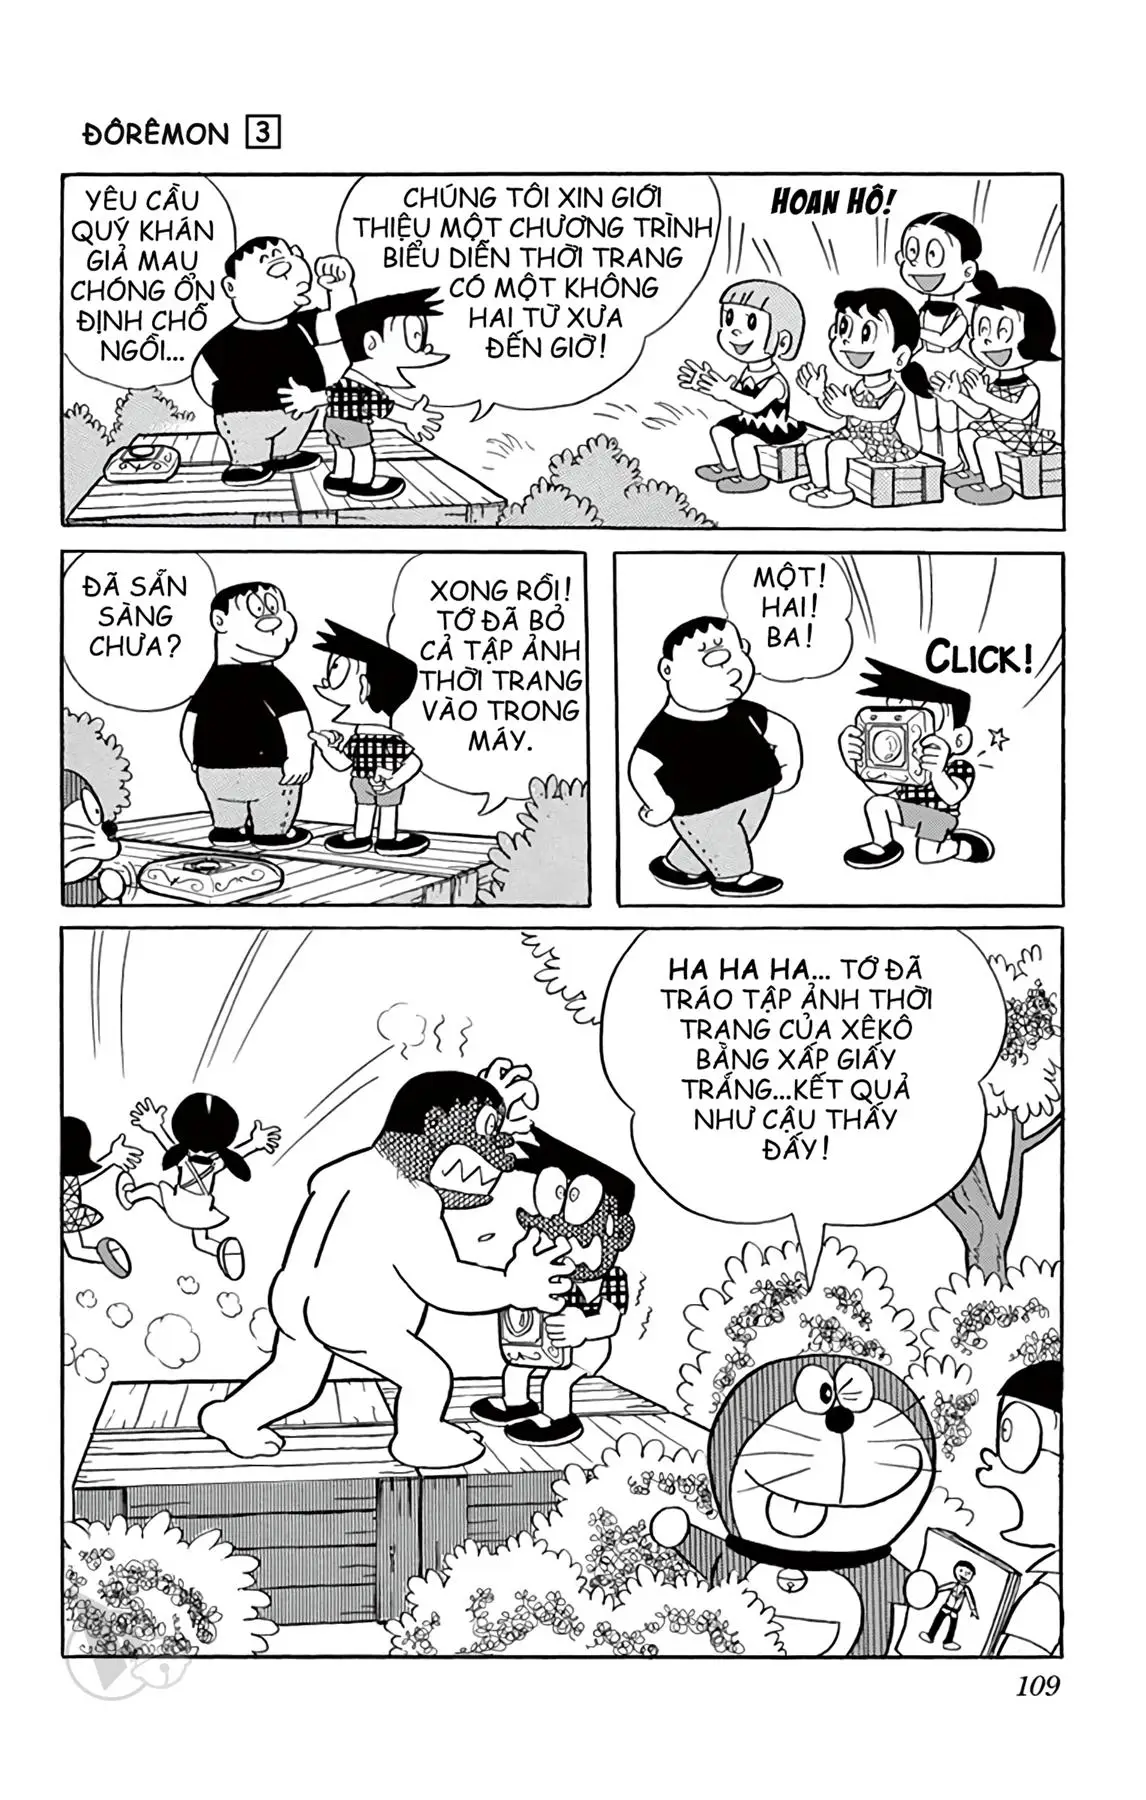 ĐÔRÊMON 3
YÊU CẦU
QUÝ KHÁN
GIẢ MAU
CHÓNG ỔN
ĐỊNH CHỖ
NGỒI...
CHÚNG TÔI XIN GIỚI
THIỆU MỘT CHƯƠNG TRÌNH
BIỂU DIỄN THỜI TRANG
CÓ MỘT KHÔNG
HAI TỪ XƯA
ĐẾN GIỜ!
HOAN HÔ!
ĐÃ SẴN
SÀNG
CHƯA?
XONG RỒI!
TỚ ĐÃ BỎ
CẢ TẬP ẢNH
THỜI TRANG
VÀO TRONG
MÁY.
MỘT!
HAI!
BA!
CLICK!
HA HA HA... TỚ ĐÃ
TRÁO TẬP ẢNH THỜI
TRANG CỦA XÊKÔ
BẰNG XẤP GIẤY
TRẮNG...KẾT QUẢ
NHƯ CẬU THẤY
ĐẤY!
109